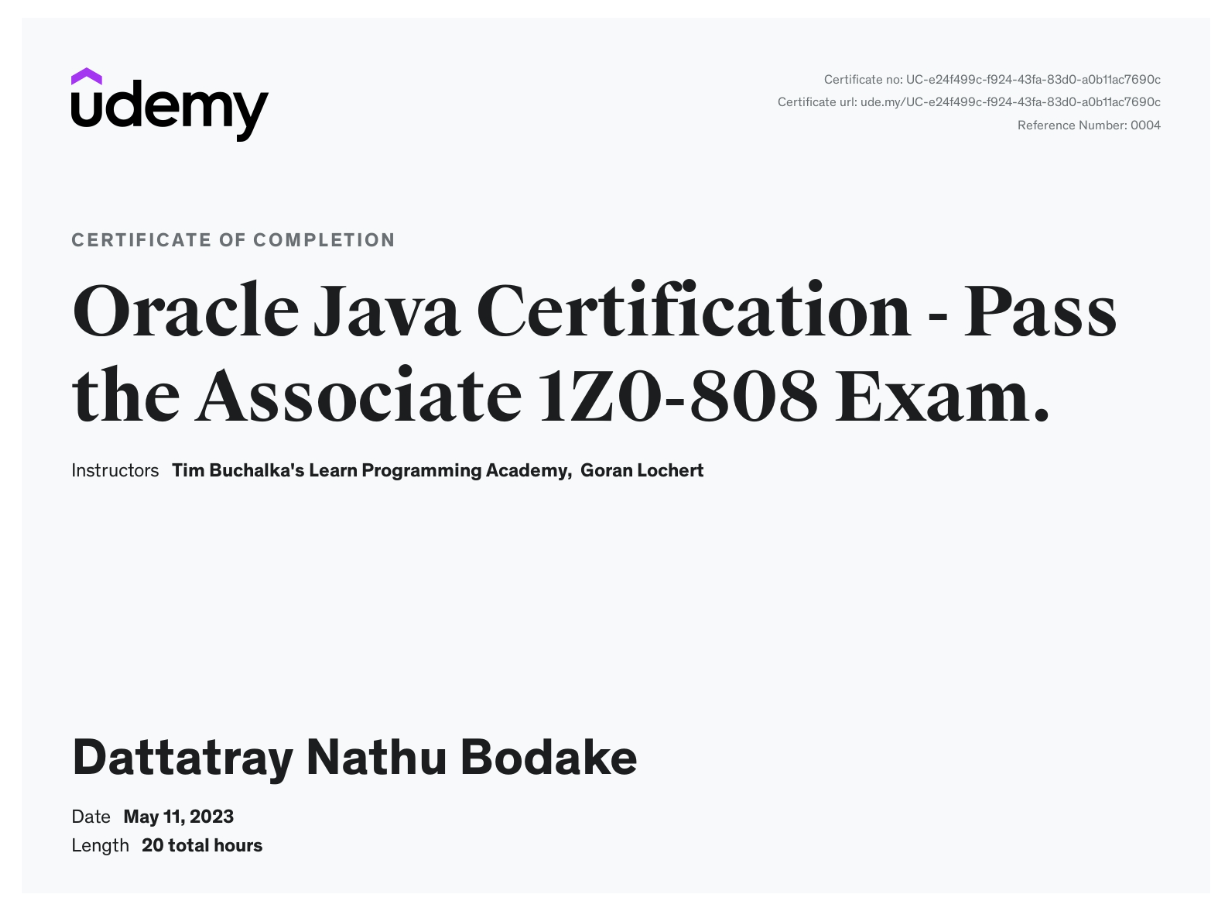 udemy
Certificate no: UC-e24f499c-f924-43fa-83d0-a0b11ac7690c
Certificate url: ude.my/UC-e24f499c-f924-43fa-83d0-a0b11ac7690c
Reference Number: 0004
CERTIFICATE OF COMPLETION
Oracle Java Certification - Pass
the Associate 1Z0-808 Exam.
Instructors Tim Buchalka's Learn Programming Academy, Goran Lochert
Dattatray Nathu Bodake
Date May 11, 2023
Length 20 total hours